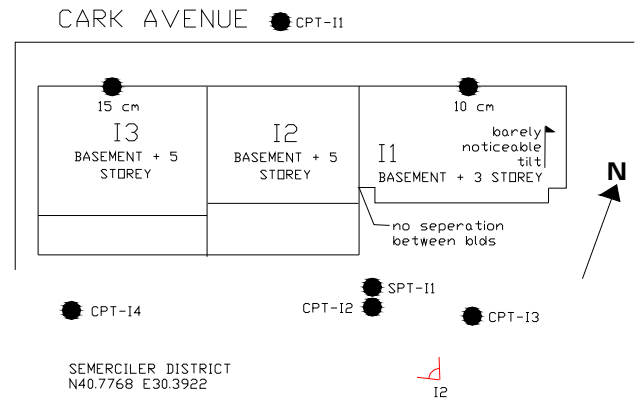 CARK AVENUE
CPT-I1
15 cm
10 cm
I3
BASEMENT + 5
STOREY
I2
BASEMENT + 5
STOREY
I1
BASEMENT + 3 STOREY
barely
noticeable
tilt
N
no seperation
between blds
SPT-I1
CPT-I2
CPT-I3
CPT-I4
SEMERCILER DISTRICT
N40.7768 E30.3922
I2